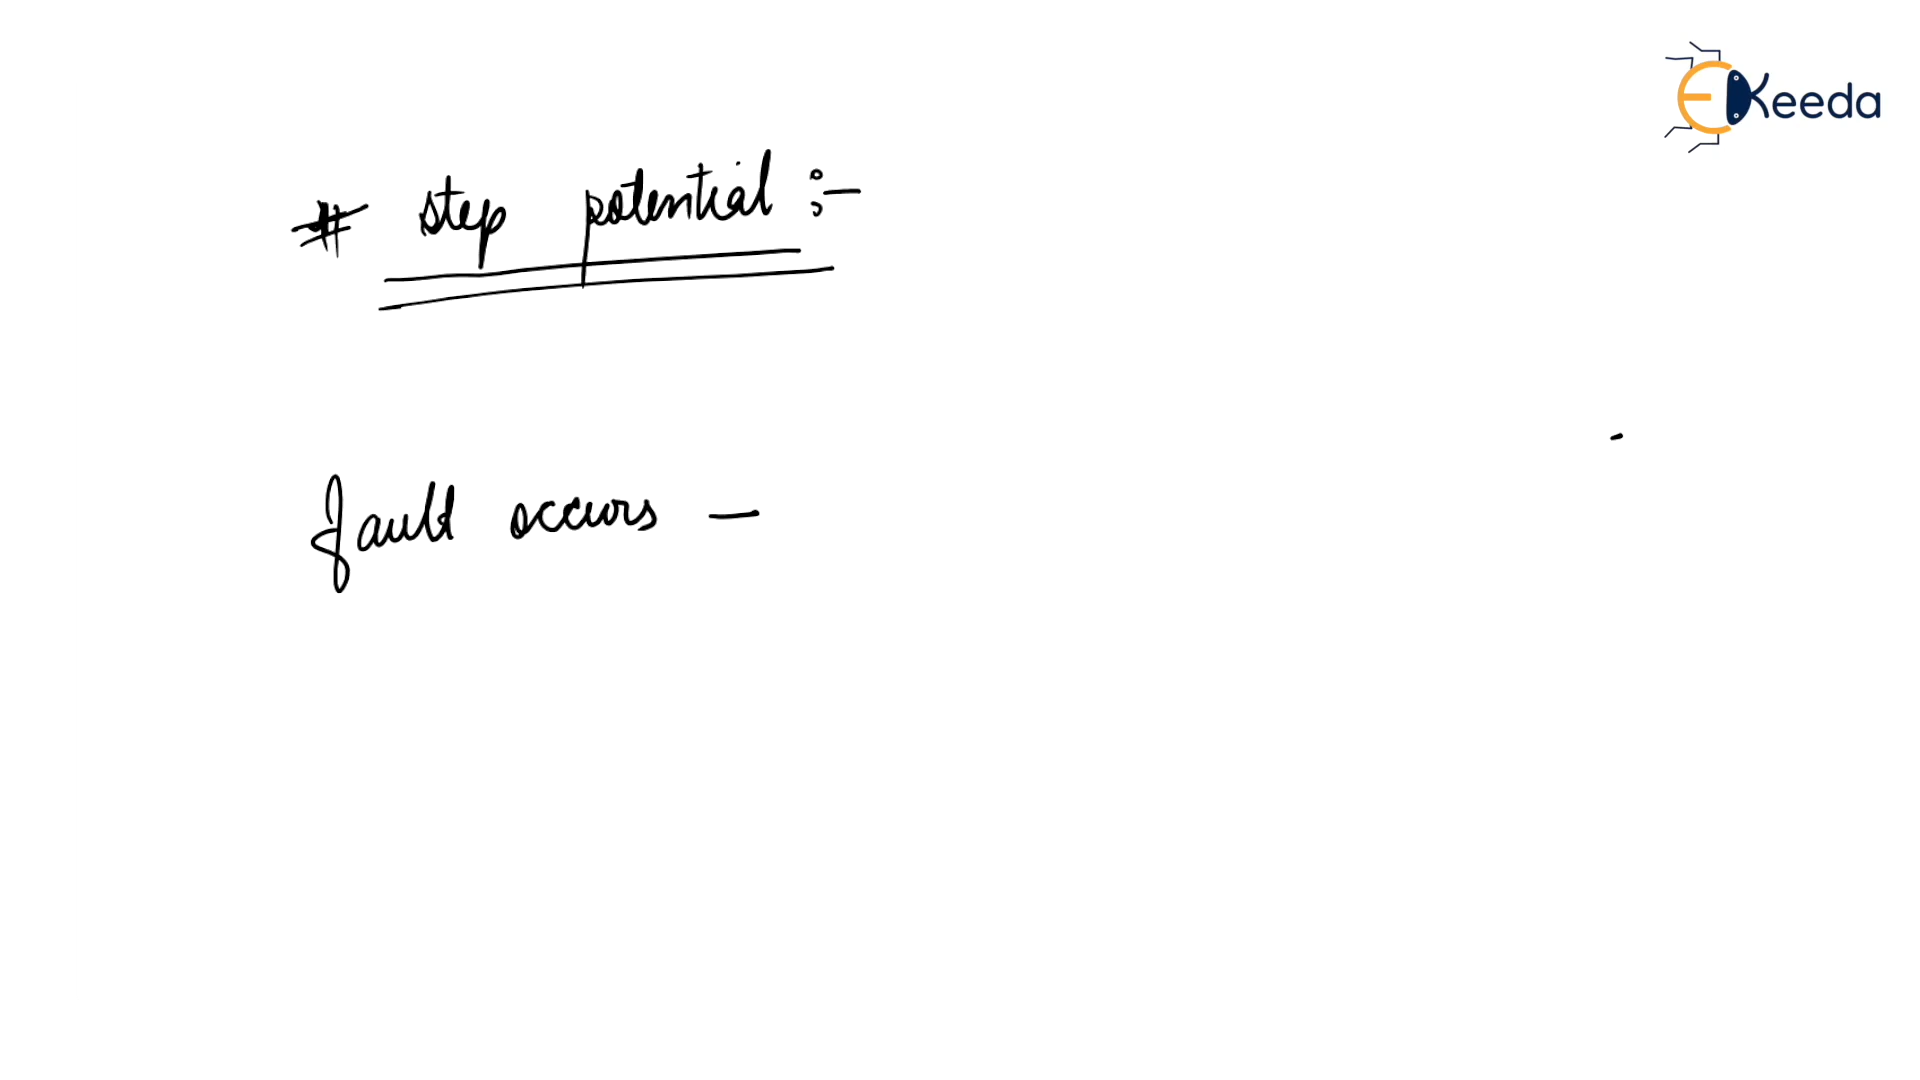 EKeeda
# step potential :-
fault occurs -